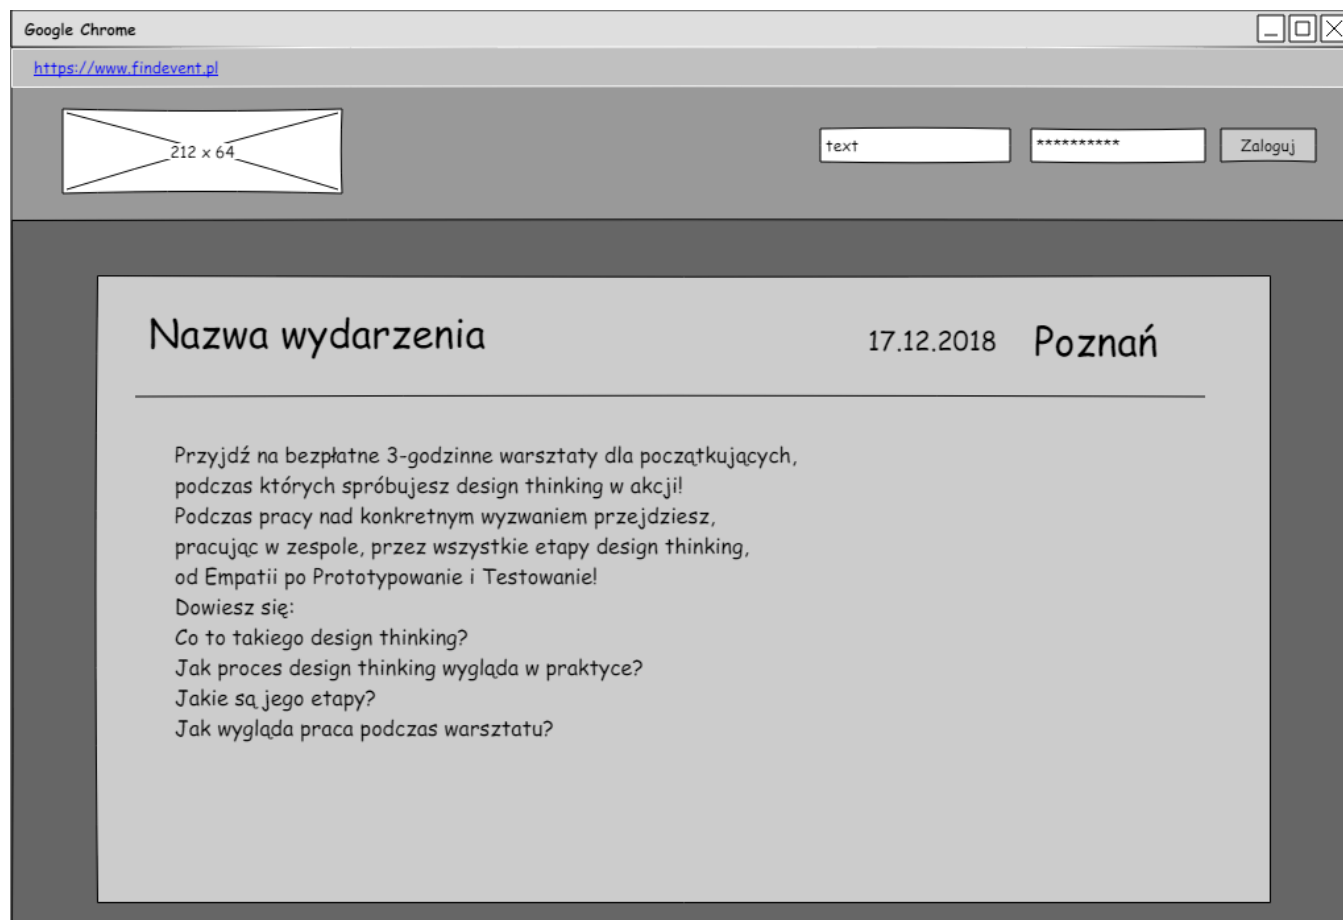 Google Chrome
https://www.findevent.pl
212 x 64
text
**********
Zaloguj
Nazwa wydarzenia
17.12.2018
Poznań
Przyjdź na bezpłatne 3-godzinne warsztaty dla początkujących,
podczas których spróbujesz design thinking w akcji!
Podczas pracy nad konkretnym wyzwaniem przejdziesz,
pracując w zespole, przez wszystkie etapy design thinking,
od Empatii po Prototypowanie i Testowanie!
Dowiesz się:
Co to takiego design thinking?
Jak proces design thinking wygląda w praktyce?
Jakie są jego etapy?
Jak wygląda praca podczas warsztatu?